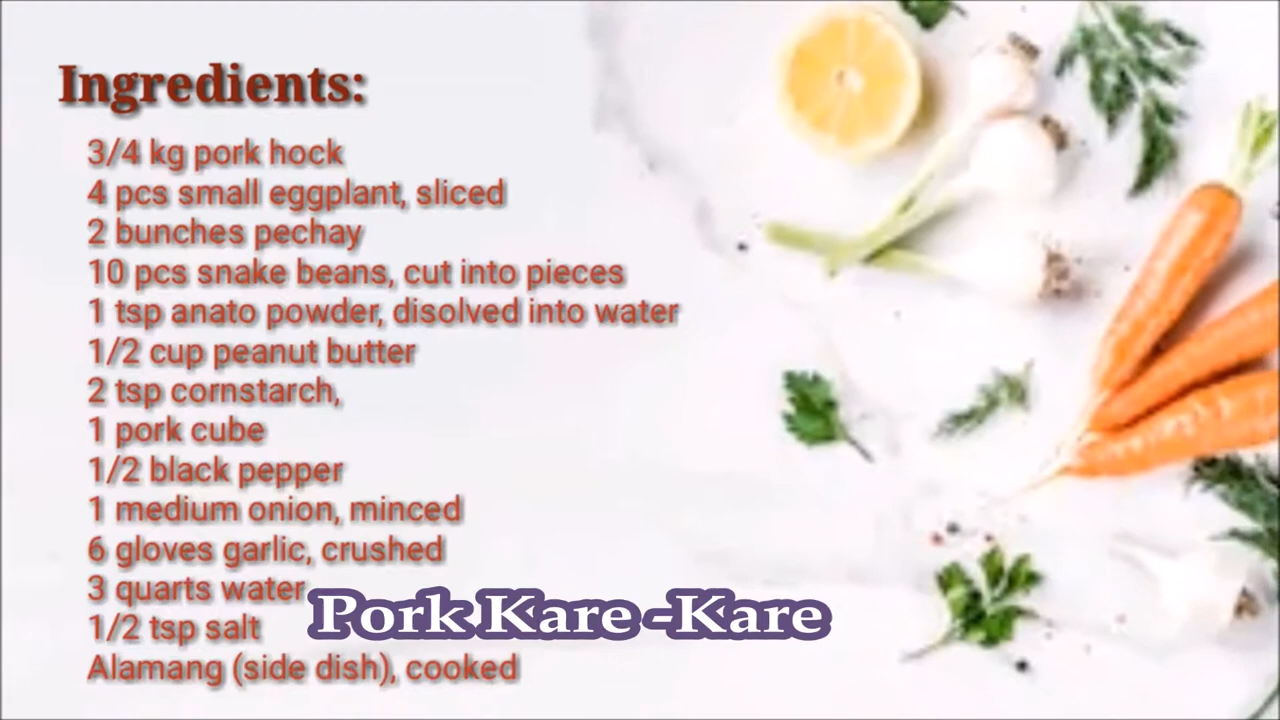 Ingredients:
3/4 kg pork hock
4 pcs small eggplant, sliced
2 bunches pechay
10 pcs snake beans, cut into pieces
1 tsp anato powder, disolved into water
1/2 cup peanut butter
2 tsp cornstarch,
1 pork cube
1/2 black pepper
1 medium onion, minced
6 gloves garlic, crushed
3 quarts water
1/2 tsp salt
Alamang (side dish), cooked
Pork Kare -Kare